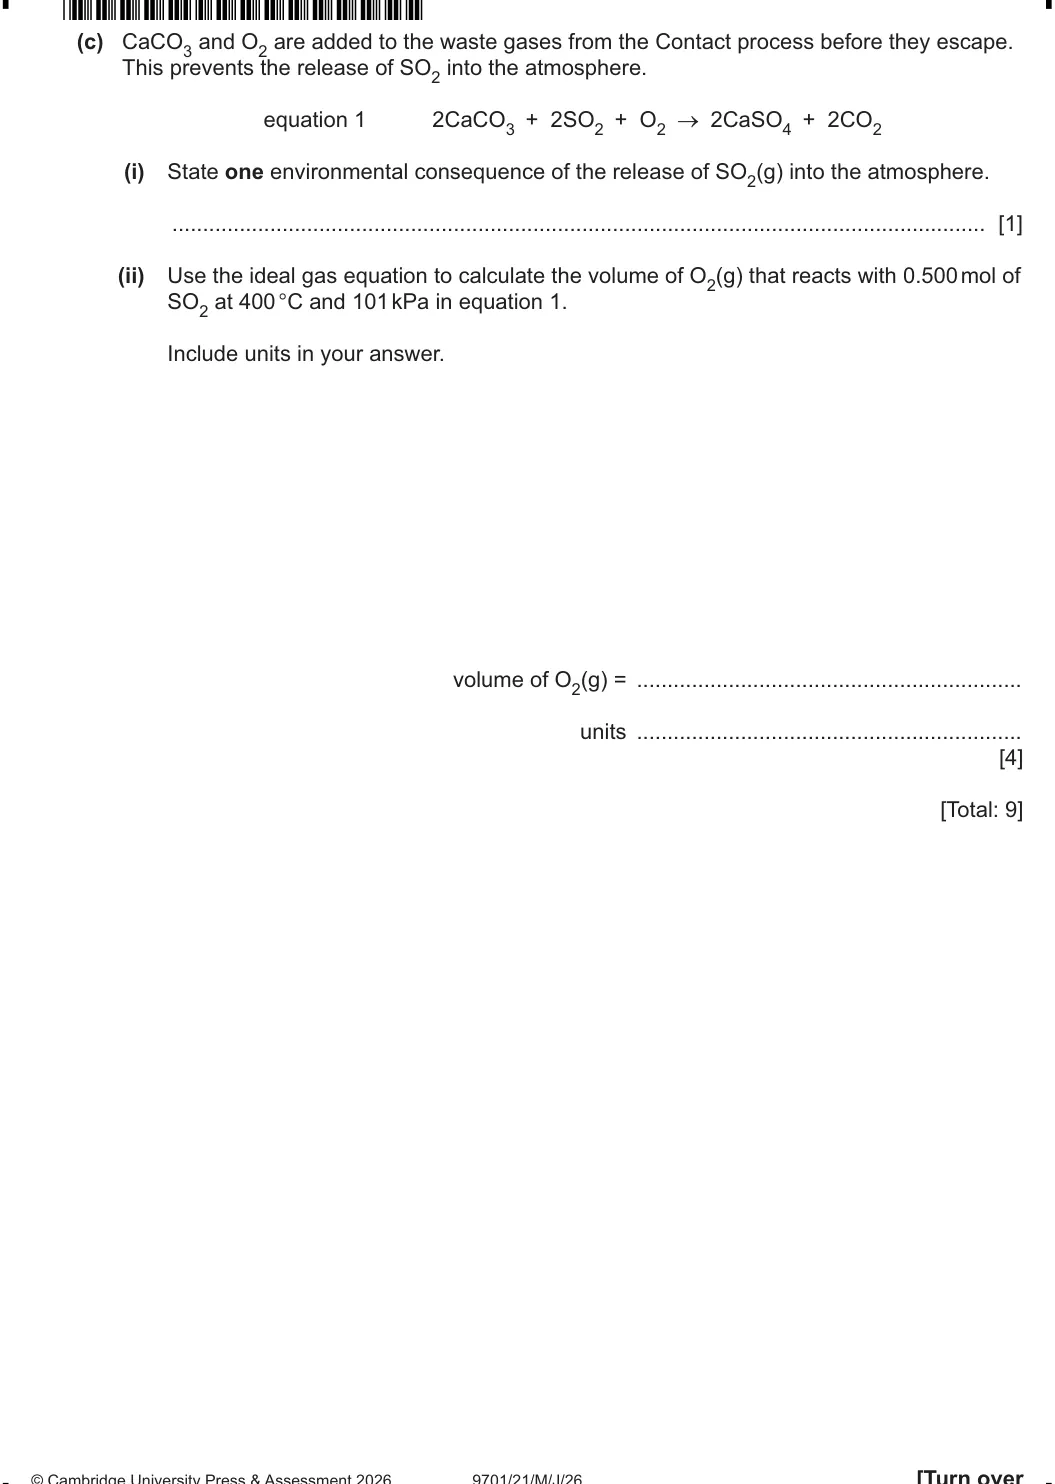 (c) CaCO₃ and O₂ are added to the waste gases from the Contact process before they escape.
This prevents the release of SO₂ into the atmosphere.
equation 1 2CaCO₃ + 2SO₂ + O₂ → 2CaSO₄ + 2CO₂
(i) State one environmental consequence of the release of SO₂(g) into the atmosphere.
...................................................................................................................................... [1]
(ii) Use the ideal gas equation to calculate the volume of O₂(g) that reacts with 0.500 mol of
SO₂ at 400 °C and 101 kPa in equation 1.
Include units in your answer.
volume of O₂(g) = ...............................................................
units ...............................................................
[4]
[Total: 9]
© Cambridge University Press & Assessment 2026 9701/21/M/J/26 [Turn over